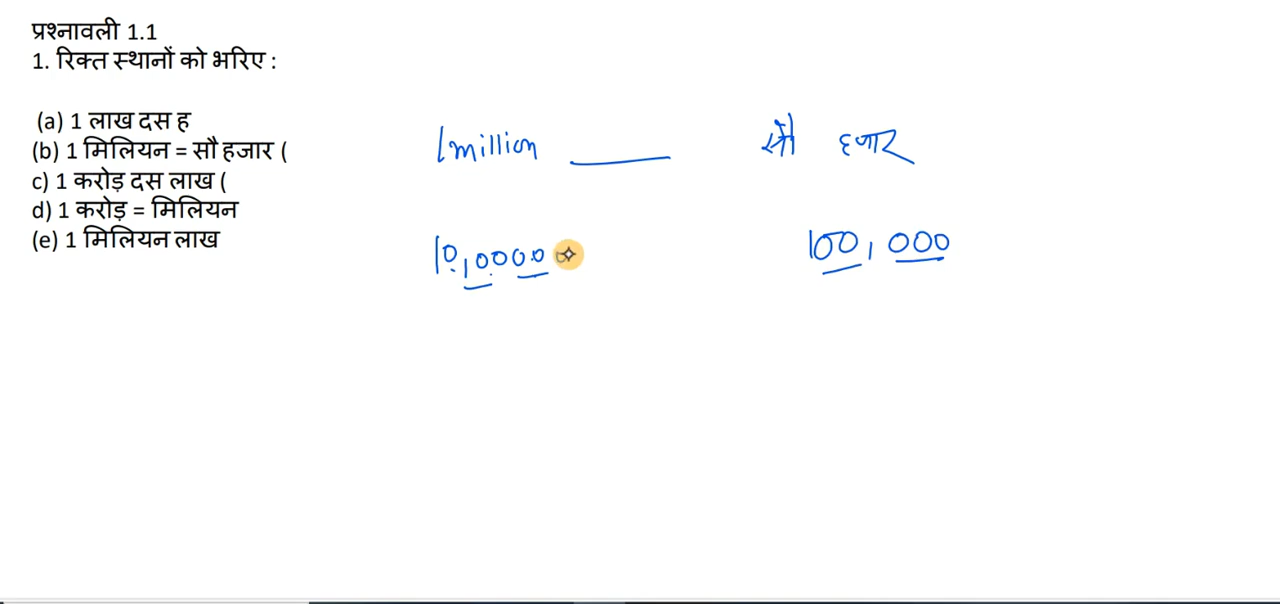 प्रश्नावली 1.1
1. रिक्त स्थानों को भरिए :
(a) 1 लाख दस ह
(b) 1 मिलियन = सौ हजार (
c) 1 करोड़ दस लाख (
d) 1 करोड़ = मिलियन
(e) 1 मिलियन लाख
1 million ______ सौ हजार
10,0000 100,000